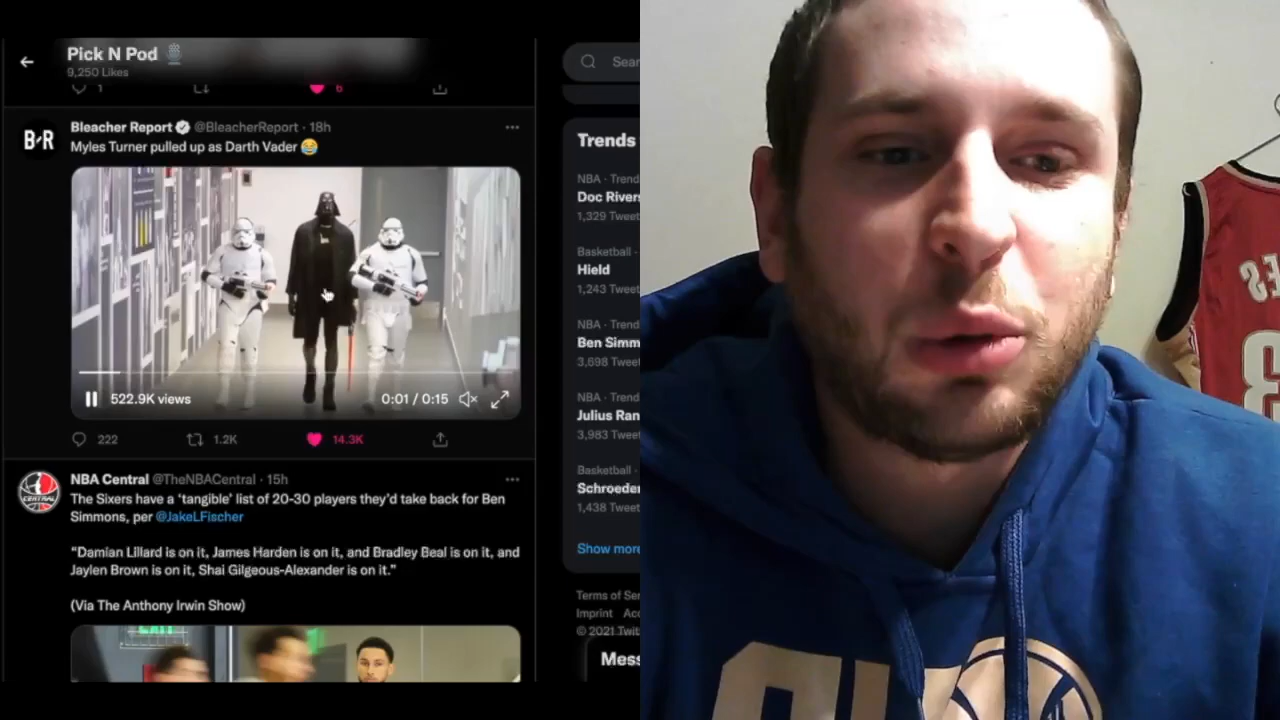 Pick N Pod
9,250 Likes
1
6
Bleacher Report @BleacherReport · 18h
Myles Turner pulled up as Darth Vader 😂
522.9K views
0:01 / 0:15
222
1.2K
14.3K
NBA Central @TheNBACentral · 15h
The Sixers have a ‘tangible’ list of 20-30 players they’d take back for Ben
Simmons, per @JakeLFischer
“Damian Lillard is on it, James Harden is on it, and Bradley Beal is on it, and
Jaylen Brown is on it, Shai Gilgeous-Alexander is on it.”
(Via The Anthony Irwin Show)
Sear
Trends
NBA · Trend
Doc Rivers
1,329 Tweet
Basketball ·
Hield
1,243 Tweet
NBA · Trend
Ben Simm
3,698 Tweet
NBA · Trend
Julius Ran
3,983 Tweet
Basketball ·
Schroeder
1,438 Tweet
Show more
Terms of Ser
Imprint Acc
© 2021 Twit
Mess
B/R
CENTRAL